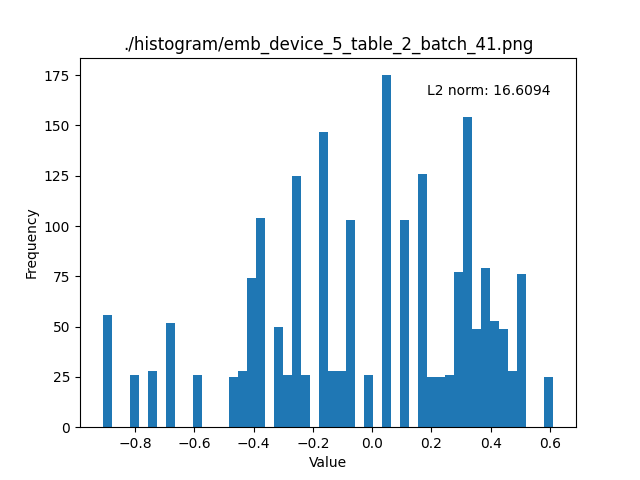 ./histogram/emb_device_5_table_2_batch_41.png
L2 norm: 16.6094
175
150
125
100
75
50
25
0
Frequency
−0.8 −0.6 −0.4 −0.2 0.0 0.2 0.4 0.6
Value